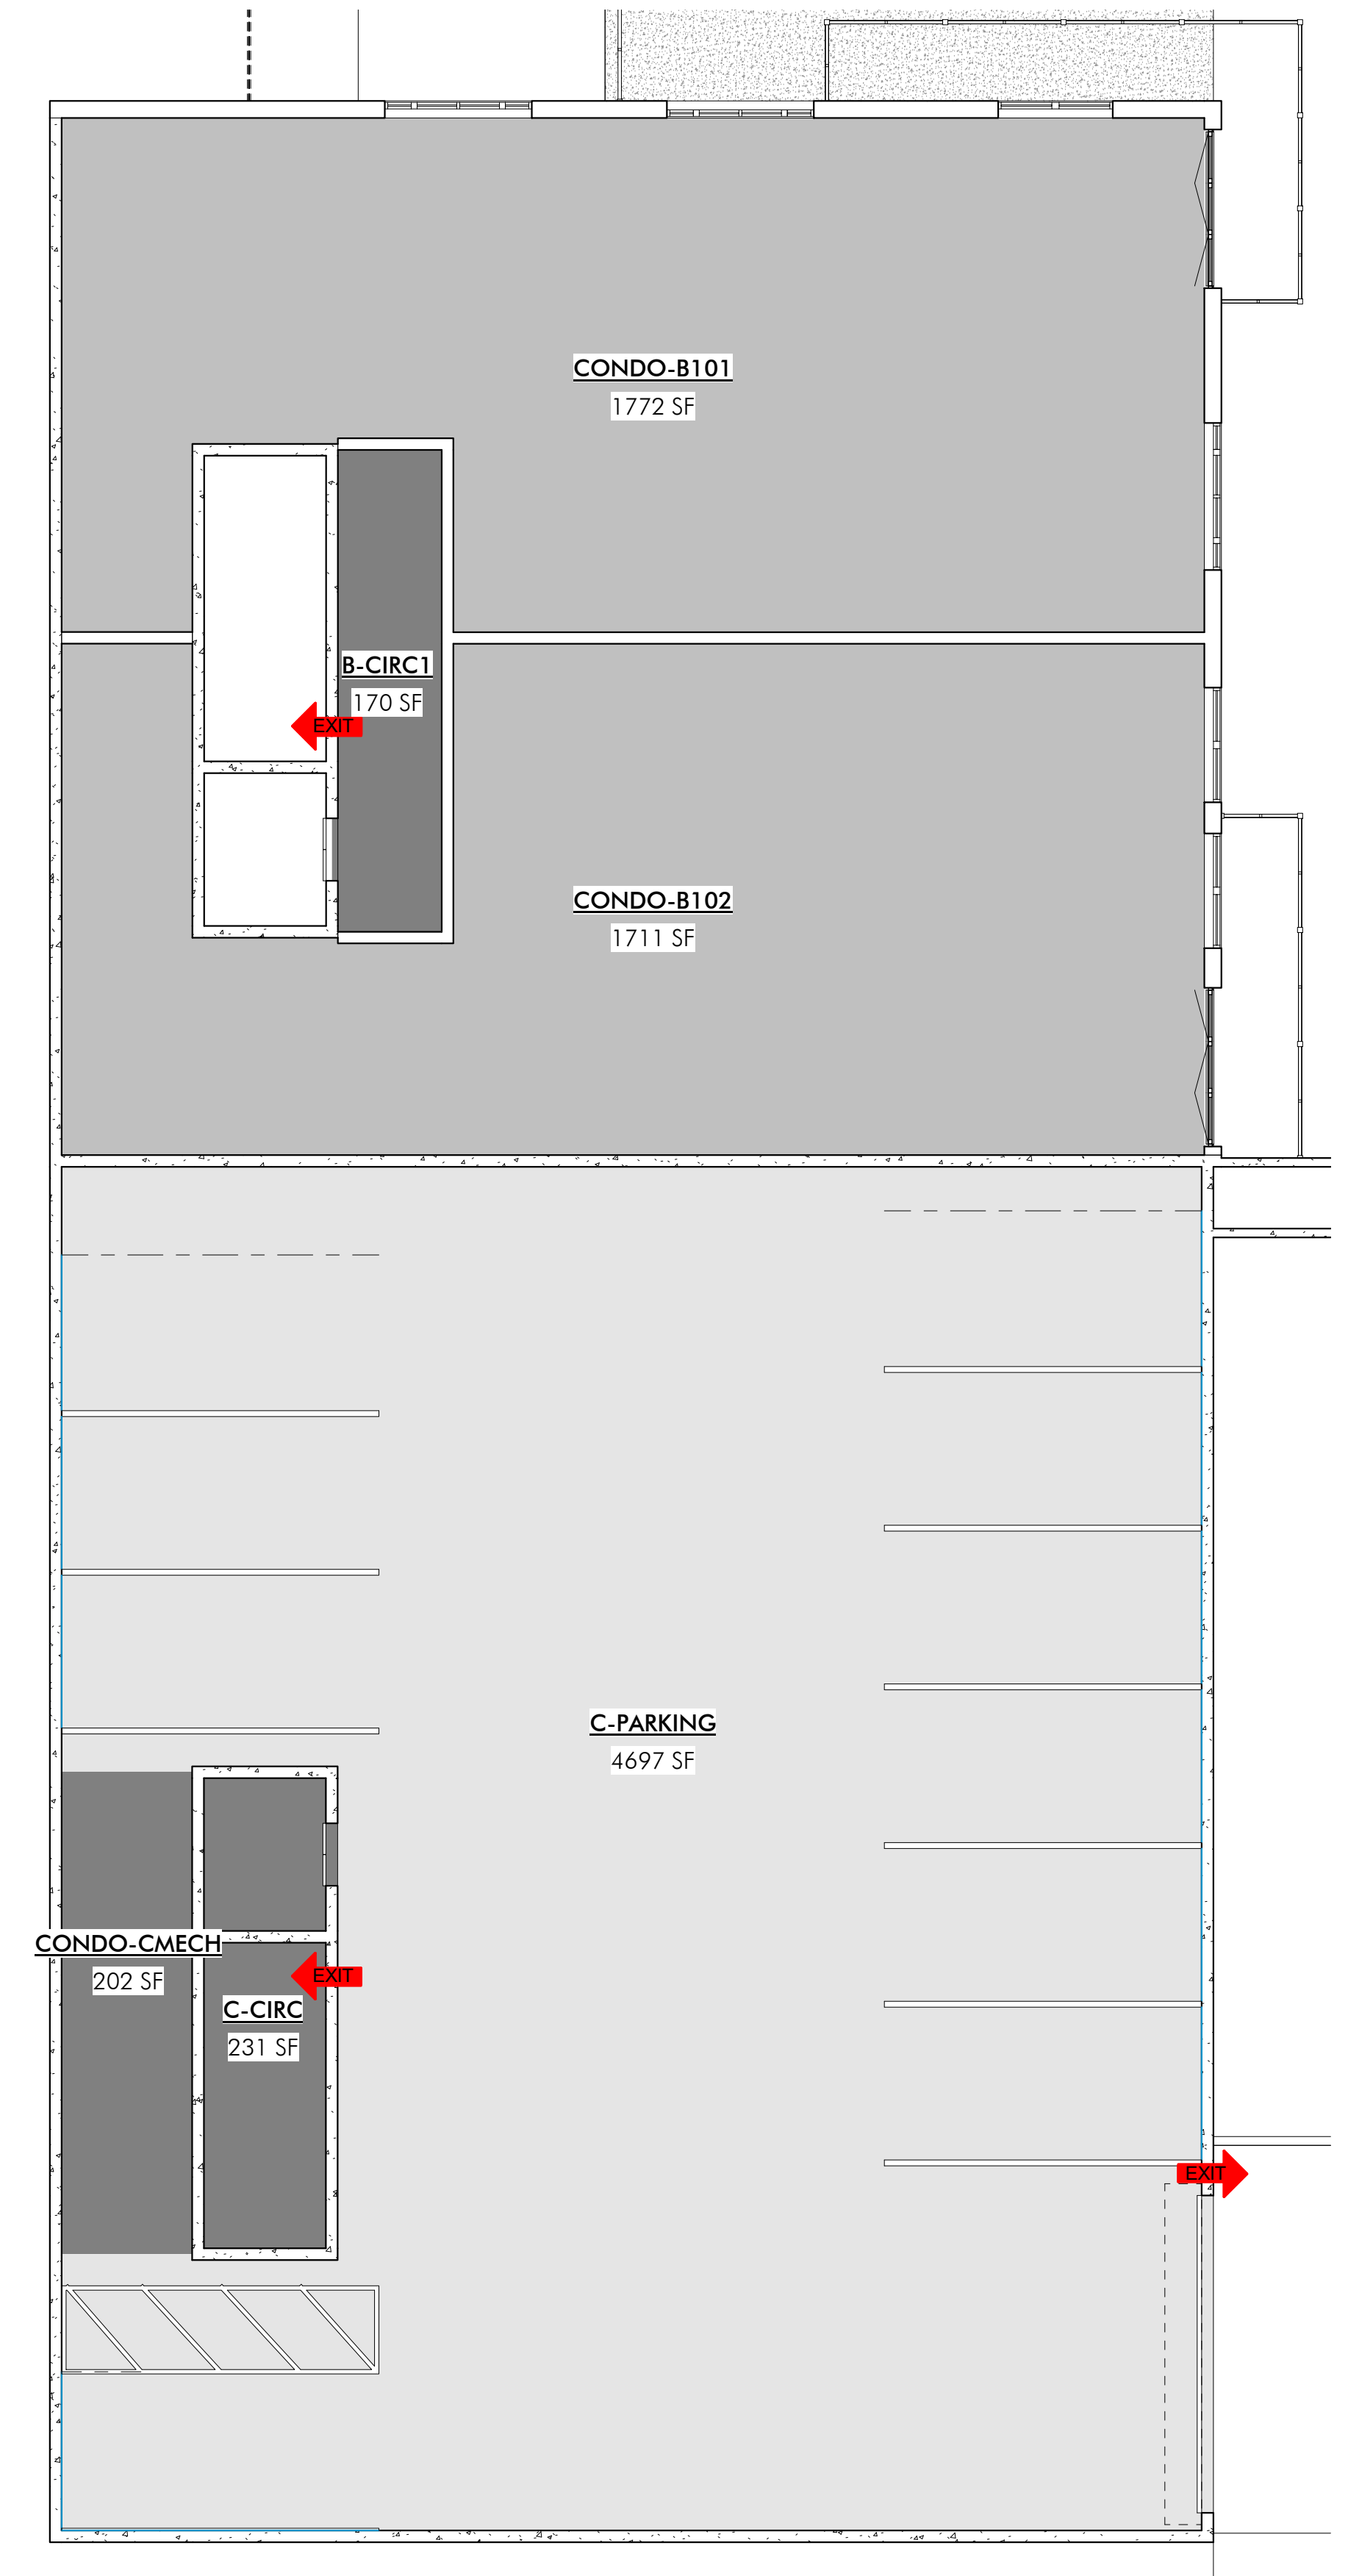 CONDO-B101
1772 SF
B-CIRC1
170 SF
EXIT
CONDO-B102
1711 SF
C-PARKING
4697 SF
CONDO-CMECH
202 SF
EXIT
C-CIRC
231 SF
EXIT